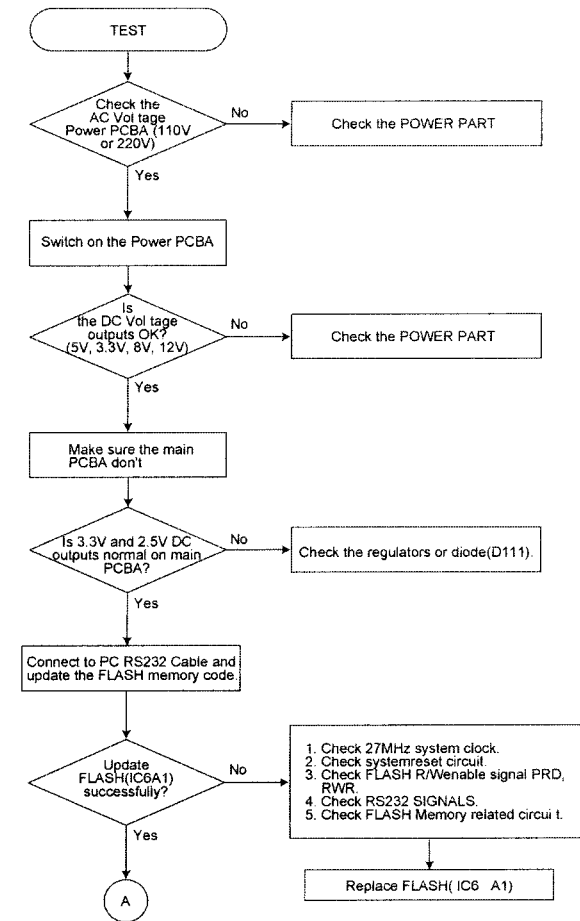 TEST
Check the
AC Vol tage
Power PCBA (110V
or 220V)
No
Check the POWER PART
Yes
Switch on the Power PCBA
Is
the DC Vol tage
outputs OK?
(5V, 3.3V, 8V, 12V)
No
Check the POWER PART
Yes
Make sure the main
PCBA don't
Is 3.3V and 2.5V DC
outputs normal on main
PCBA?
No
Check the regulators or diode(D111).
Yes
Connect to PC RS232 Cable and
update the FLASH memory code.
Update
FLASH(IC6A1)
successfully?
No
1. Check 27MHz system clock.
2. Check systemreset circuit.
3. Check FLASH R/Wenable signal PRD,
RWR.
4. Check RS232 SIGNALS.
5. Check FLASH Memory related circui t.
Yes
Replace FLASH( IC6 A1)
A